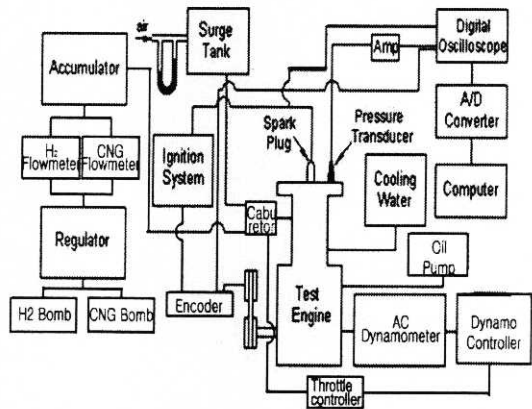 air
Surge
Tank
Amp
Digital
Oscilloscope
Accumulator
H2
Flowmeter
CNG
Flowmeter
Ignition
System
Spark
Plug
Pressure
Transducer
A/D
Converter
Cooling
Water
Computer
Regulator
Cabu
retor
Oil
Pump
H2 Bomb
CNG Bomb
Encoder
Test
Engine
AC
Dynamometer
Dynamo
Controller
Throttle
controller